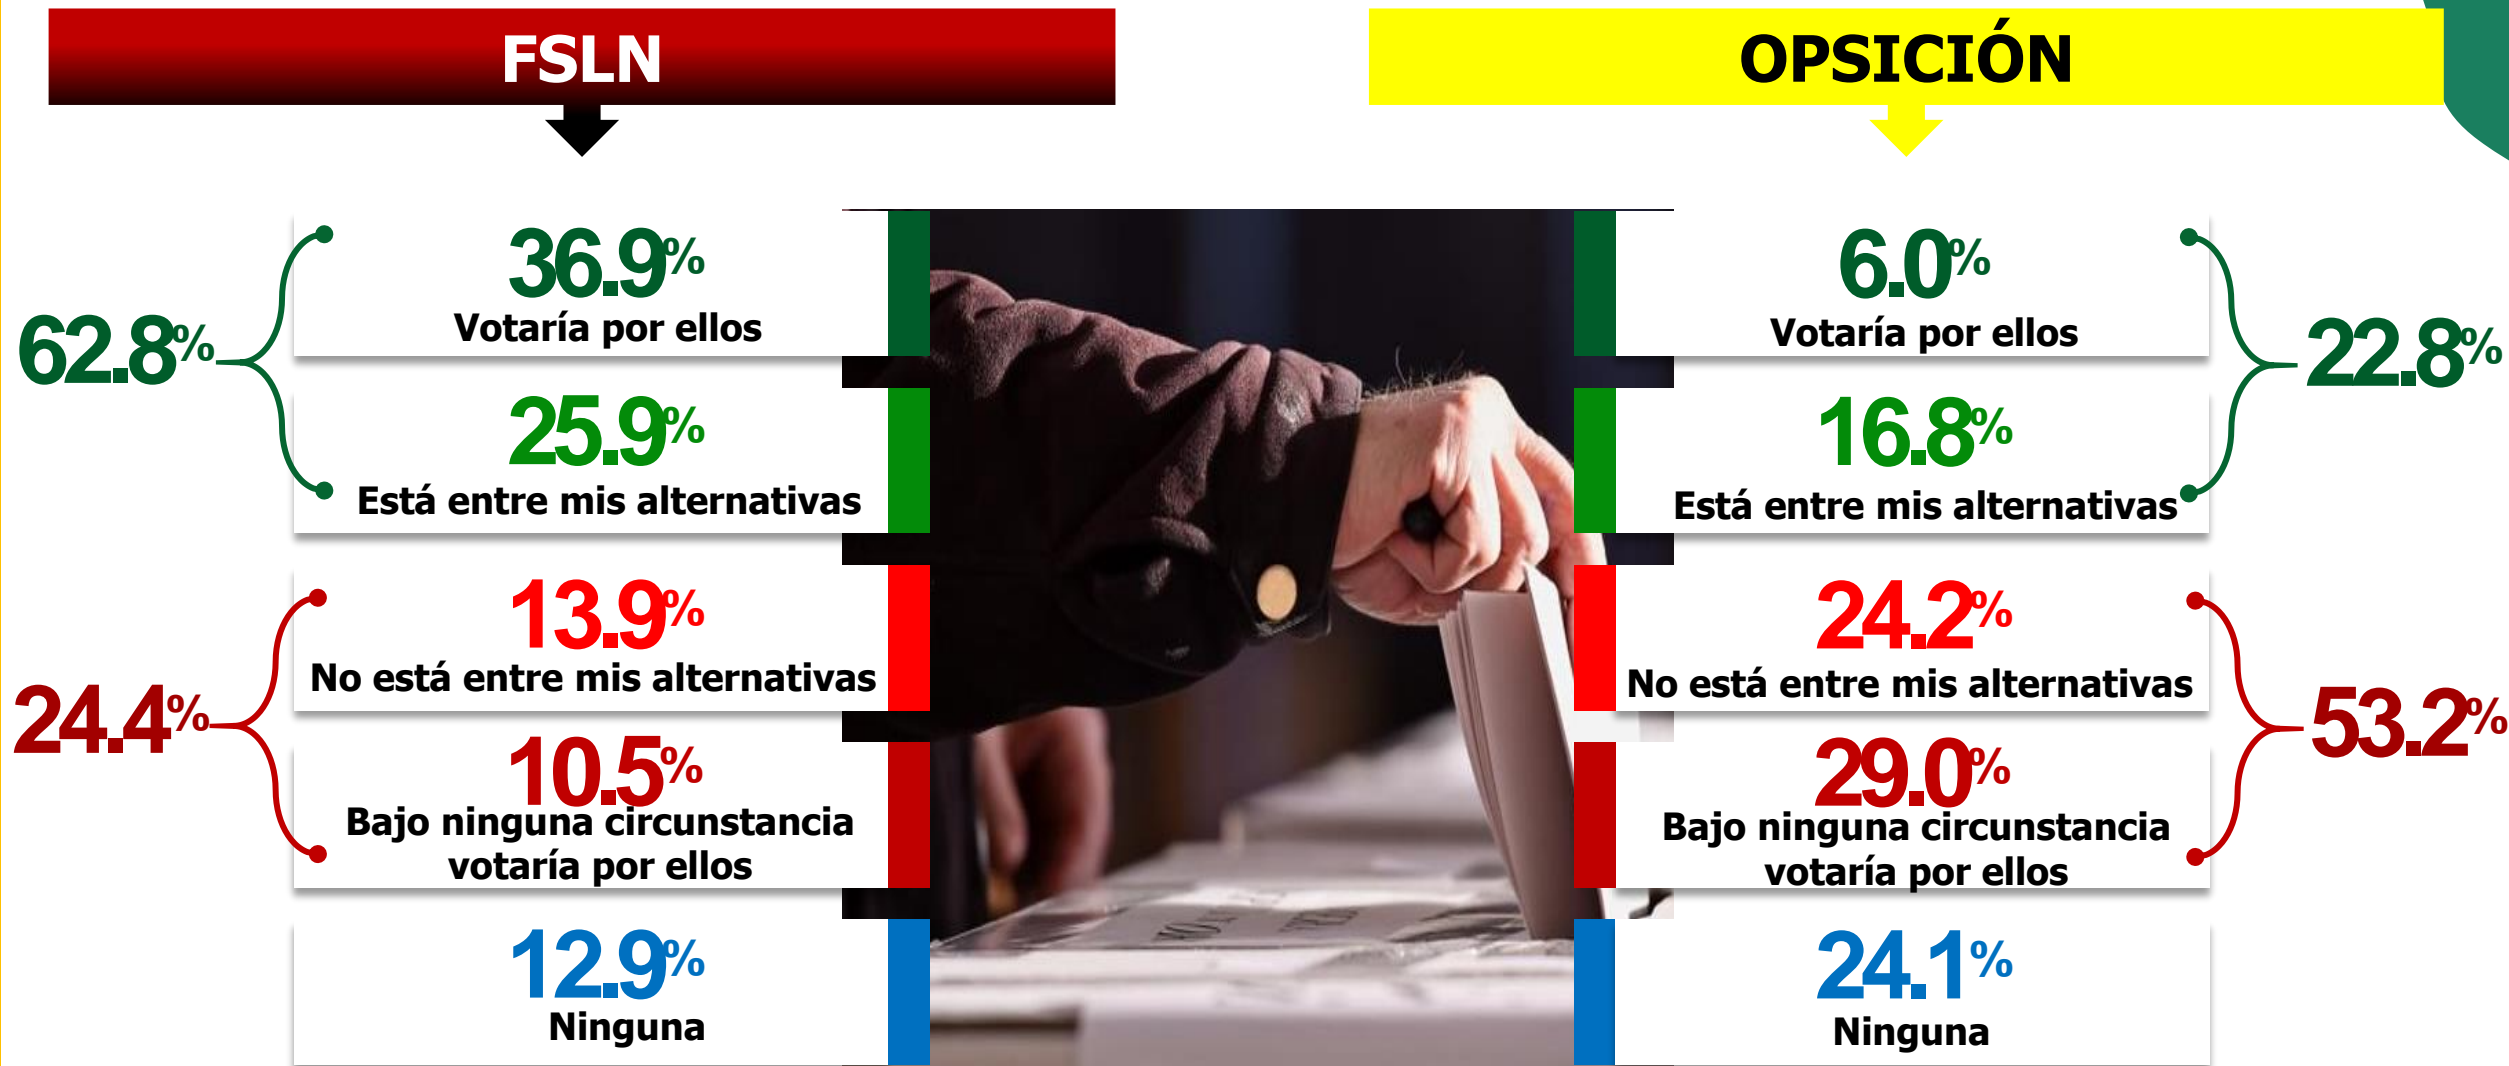 FSLN
OPSICIÓN
62.8%
36.9%
Votaría por ellos
25.9%
Está entre mis alternativas
24.4%
13.9%
No está entre mis alternativas
10.5%
Bajo ninguna circunstancia
votaría por ellos
12.9%
Ninguna
6.0%
Votaría por ellos
16.8%
Está entre mis alternativas
22.8%
24.2%
No está entre mis alternativas
29.0%
Bajo ninguna circunstancia
votaría por ellos
53.2%
24.1%
Ninguna